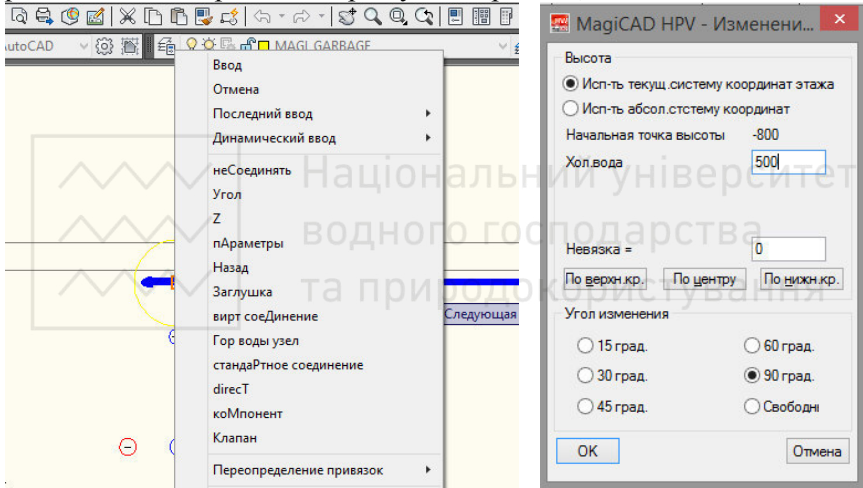 AutoCAD
MAGI_GARBAGE
Ввод
Отмена
Последний ввод
Динамический ввод
неСоединять
Угол
Z
пАраметры
Назад
Заглушка
вирт соеДинение
Гор воды узел
стандаРтное соединение
direcT
коМпонент
Клапан
Переопределение привязок
Следующая
MagiCAD HPV - Изменени...
Высота
Исп-ть текущ.систему координат этажа
Исп-ть абсол.стстему координат
Начальная точка высоты -800
Хол.вода 500
Невязка = 0
По верхн.кр. По центру По нижн.кр.
Угол изменения
15 град. 60 град.
30 град. 90 град.
45 град. Свободн
OK Отмена
Національний університет
водного господарства
та природокористування